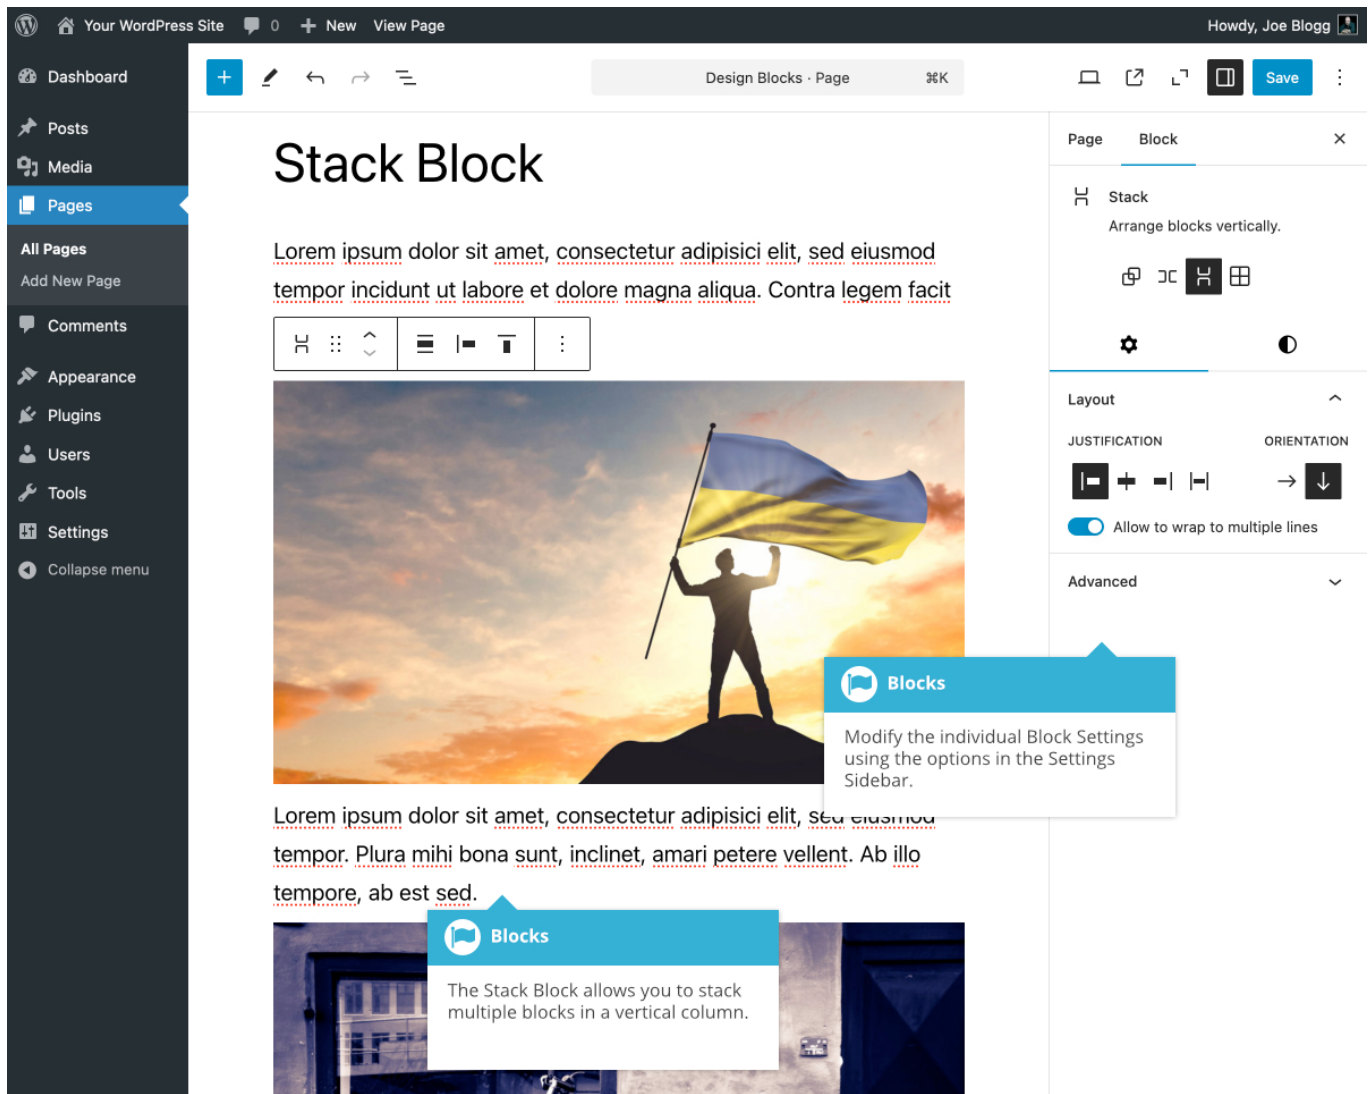 Your WordPress Site 0 New View Page Howdy, Joe Blogg
Dashboard
Posts
Media
Pages
All Pages
Add New Page
Comments
Appearance
Plugins
Users
Tools
Settings
Collapse menu
Design Blocks · Page ⌘K
Save
Stack Block
Lorem ipsum dolor sit amet, consectetur adipisici elit, sed eiusmod
tempor incidunt ut labore et dolore magna aliqua. Contra legem facit
Lorem ipsum dolor sit amet, consectetur adipisici elit, sed eiusmod
tempor. Plura mihi bona sunt, inclinet, amari petere vellent. Ab illo
tempore, ab est sed.
Blocks
The Stack Block allows you to stack
multiple blocks in a vertical column.
Page Block
Stack
Arrange blocks vertically.
Layout
JUSTIFICATION ORIENTATION
Allow to wrap to multiple lines
Advanced
Blocks
Modify the individual Block Settings
using the options in the Settings
Sidebar.